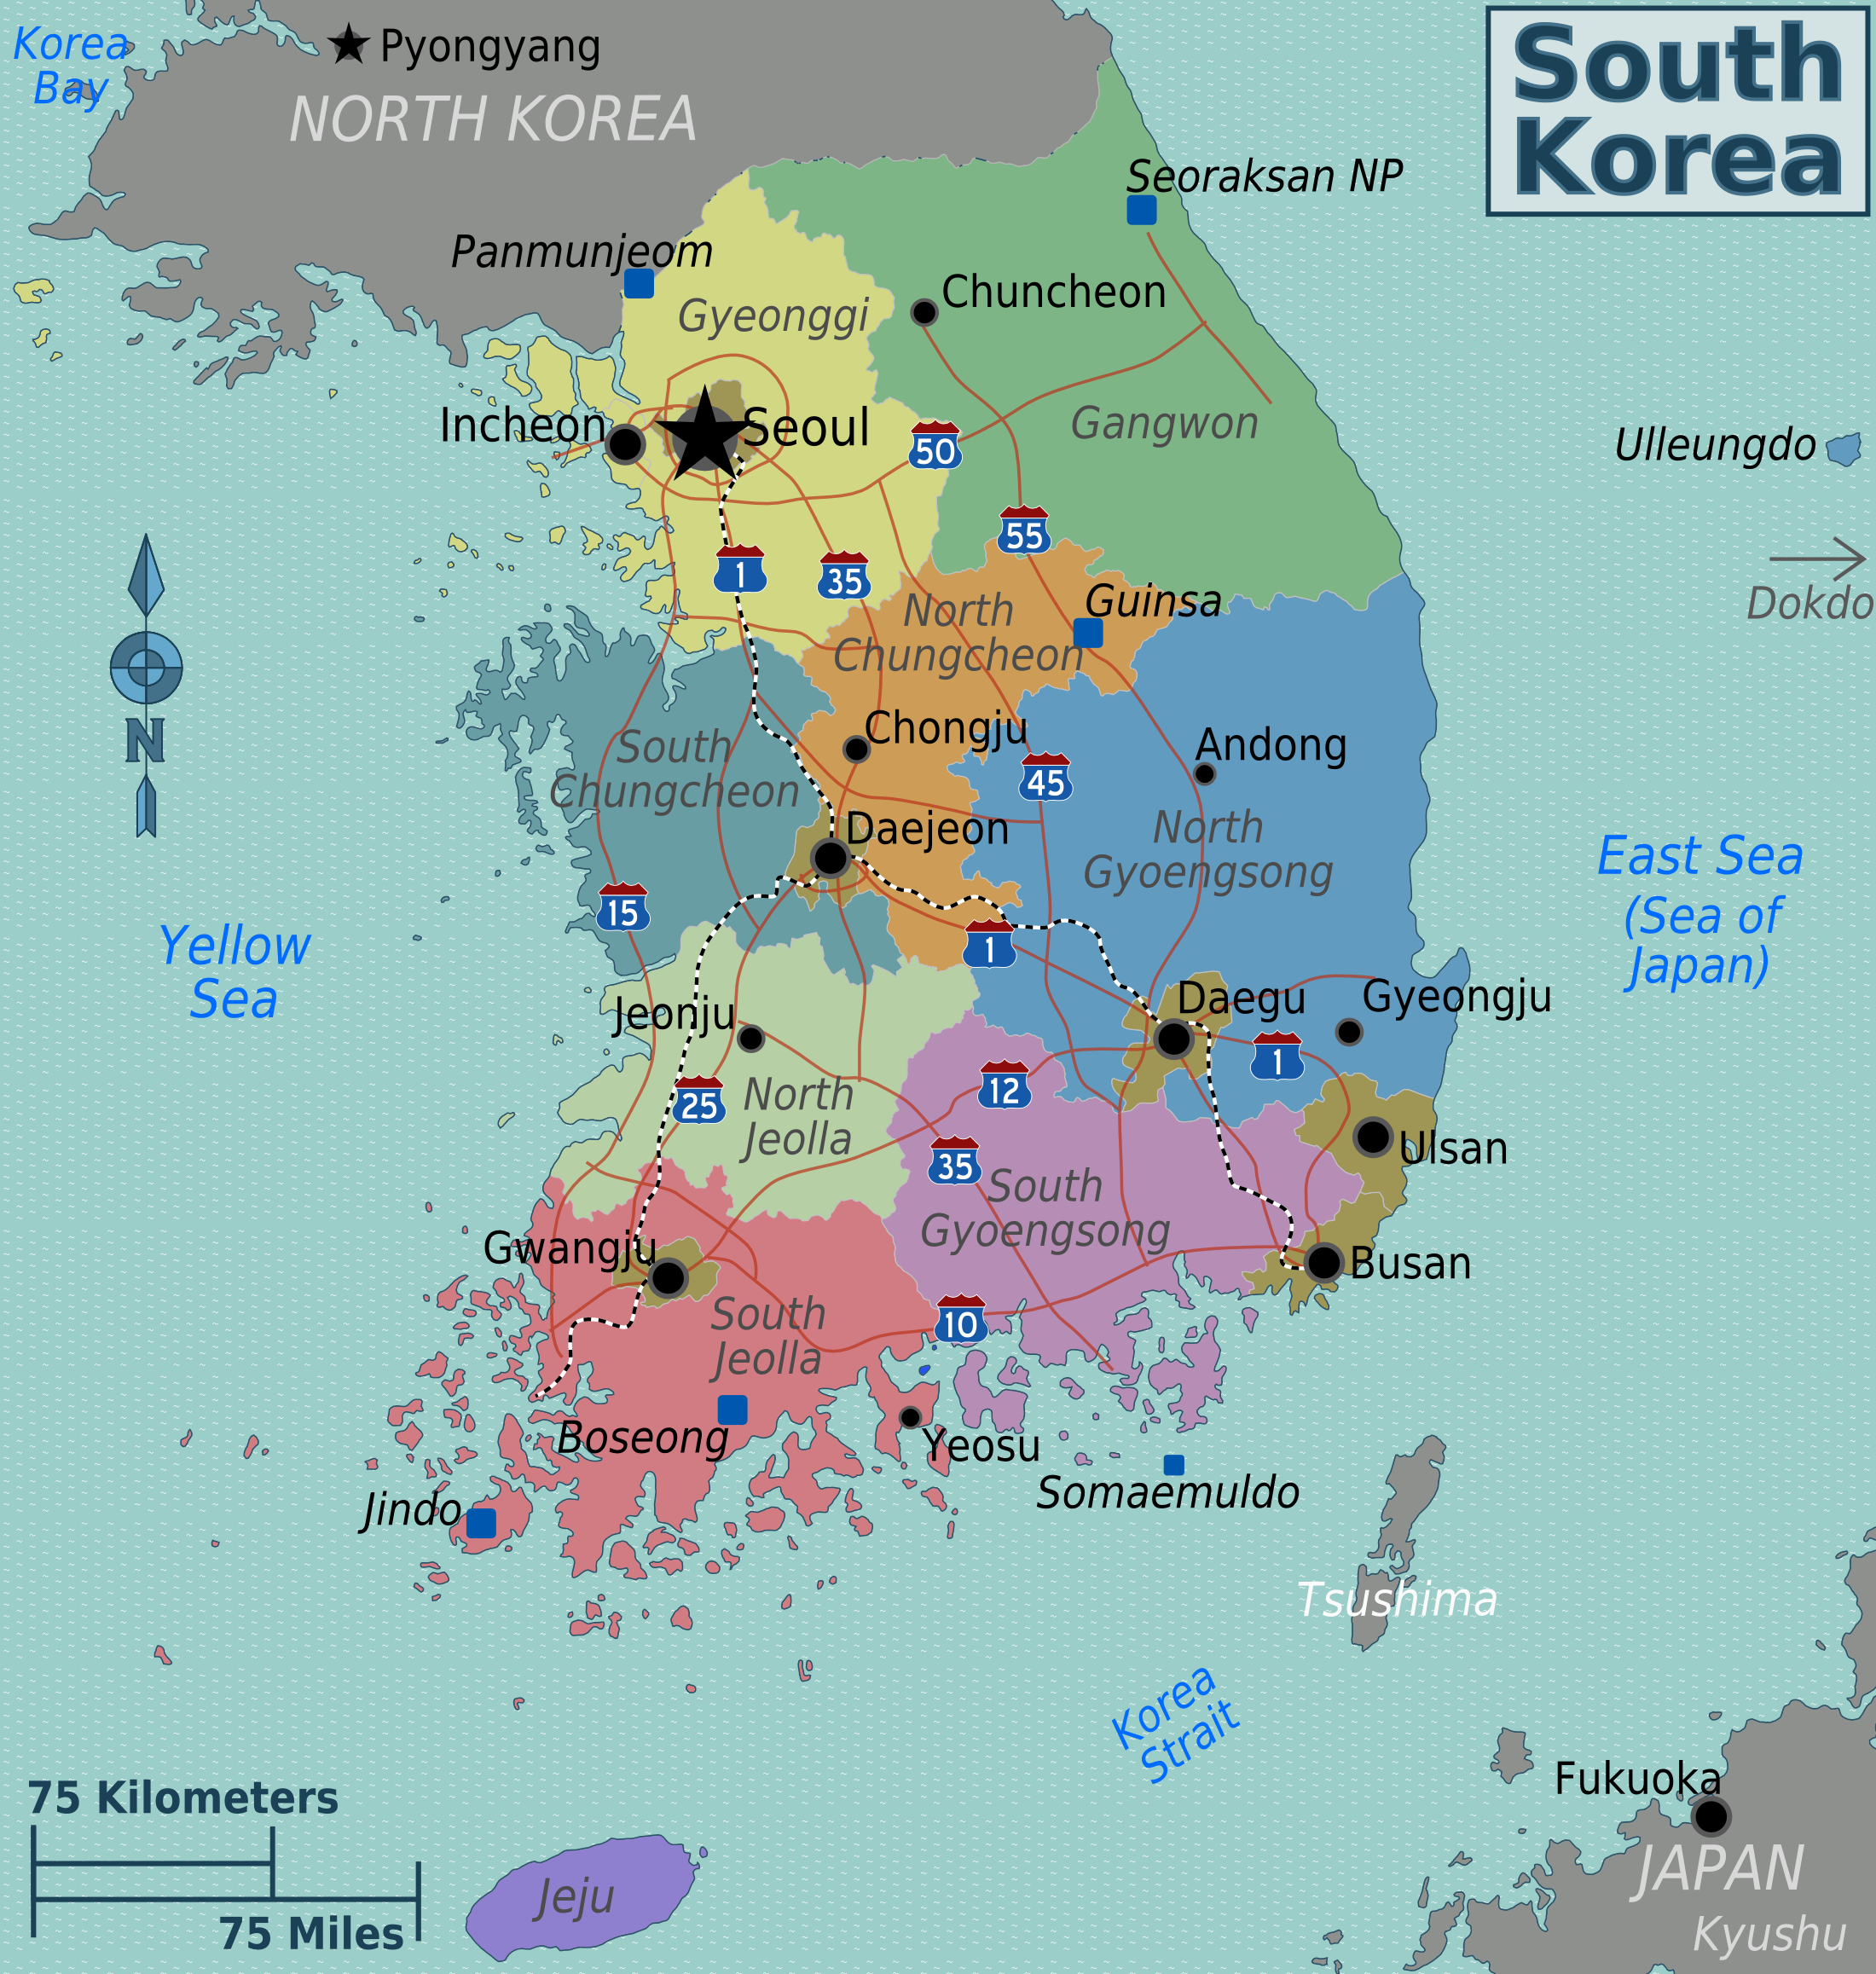 South
Korea
Korea
Bay
Pyongyang
NORTH KOREA
Seoraksan NP
Panmunjeom
Chuncheon
Gyeonggi
Incheon
Seoul
Gangwon
50
Ulleungdo
55
1
35
Guinsa
Dokdo
North
Chungcheon
N
South
Chungcheon
Chongju
45
Andong
Daejeon
North
Gyoengsong
East Sea
(Sea of
Japan)
15
Yellow
Sea
1
Jeonju
Daegu
Gyeongju
1
25
North
Jeolla
12
35
Ulsan
South
Gyoengsong
Gwangju
Busan
South
Jeolla
10
Boseong
Yeosu
Jindo
Somaemuldo
Tsushima
Korea
Strait
Fukuoka
75 Kilometers
75 Miles
Jeju
JAPAN
Kyushu